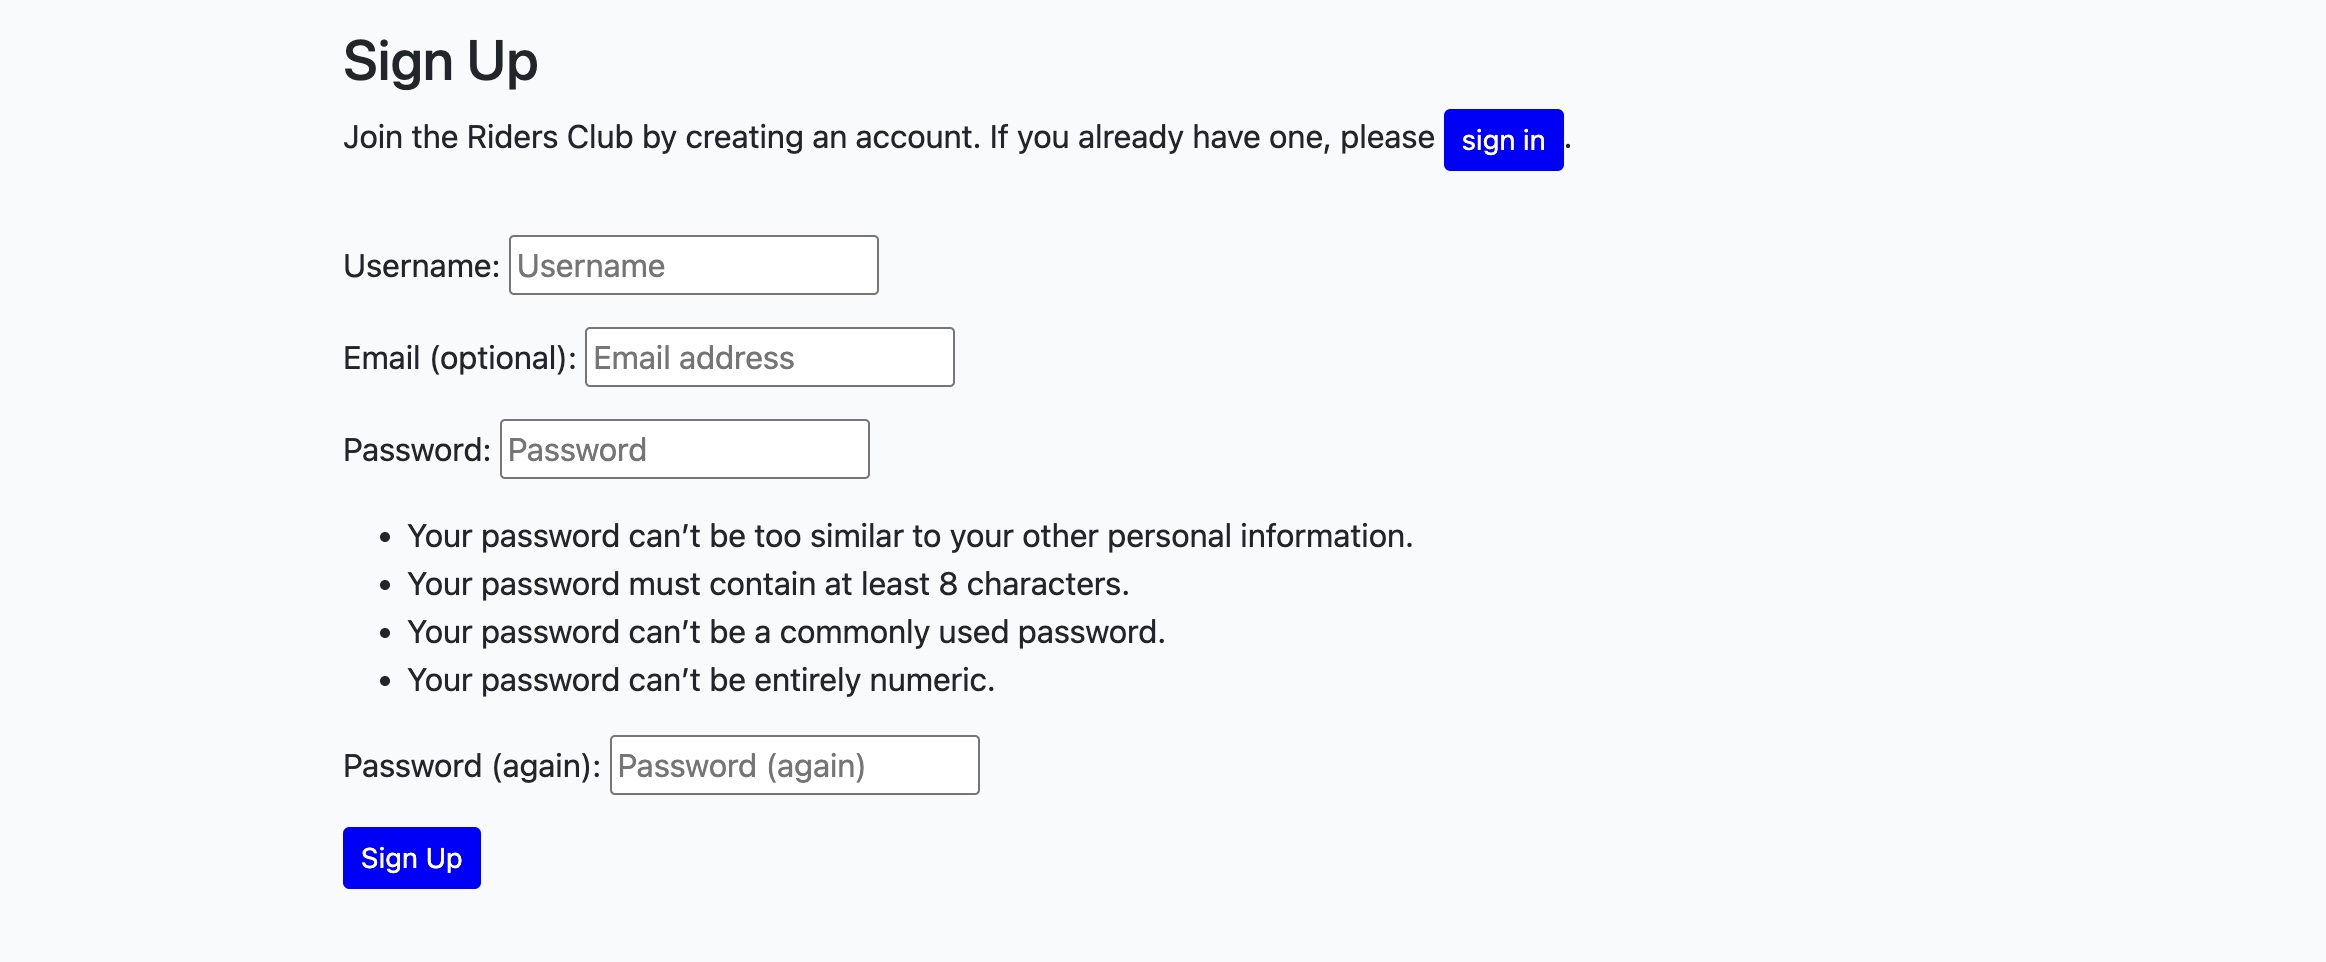 Sign Up
Join the Riders Club by creating an account. If you already have one, please sign in.
Username: Username
Email (optional): Email address
Password: Password
• Your password can’t be too similar to your other personal information.
• Your password must contain at least 8 characters.
• Your password can’t be a commonly used password.
• Your password can’t be entirely numeric.
Password (again): Password (again)
Sign Up